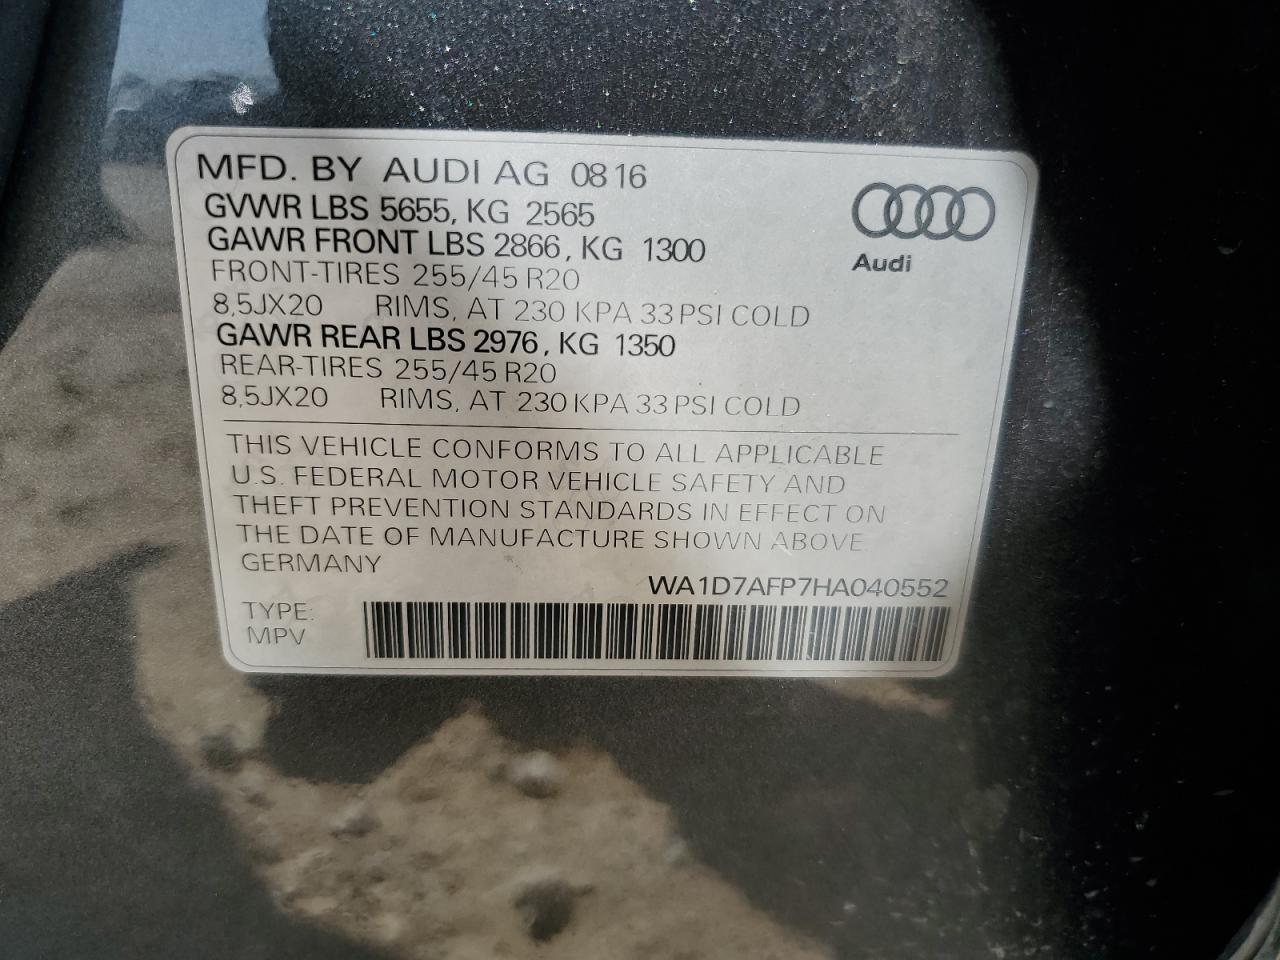 MFD. BY AUDI AG 0816
GVWR LBS 5655, KG 2565
GAWR FRONT LBS 2866, KG 1300
FRONT-TIRES 255/45 R20
8,5JX20 RIMS, AT 230 KPA 33 PSI COLD
GAWR REAR LBS 2976, KG 1350
REAR-TIRES 255/45 R20
8,5JX20 RIMS, AT 230 KPA 33 PSI COLD
Audi
THIS VEHICLE CONFORMS TO ALL APPLICABLE
U.S. FEDERAL MOTOR VEHICLE SAFETY AND
THEFT PREVENTION STANDARDS IN EFFECT ON
THE DATE OF MANUFACTURE SHOWN ABOVE.
GERMANY
WA1D7AFP7HA040552
TYPE:
MPV